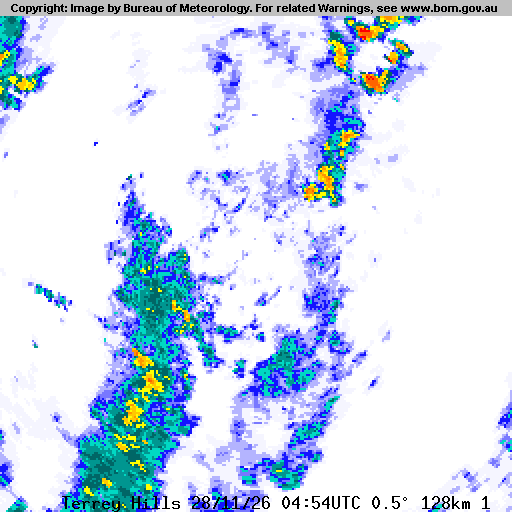 Copyright: Image by Bureau of Meteorology. For related Warnings, see www.bom.gov.au
Terrey Hills 28/11/26 04:54UTC 0.5° 128km 1